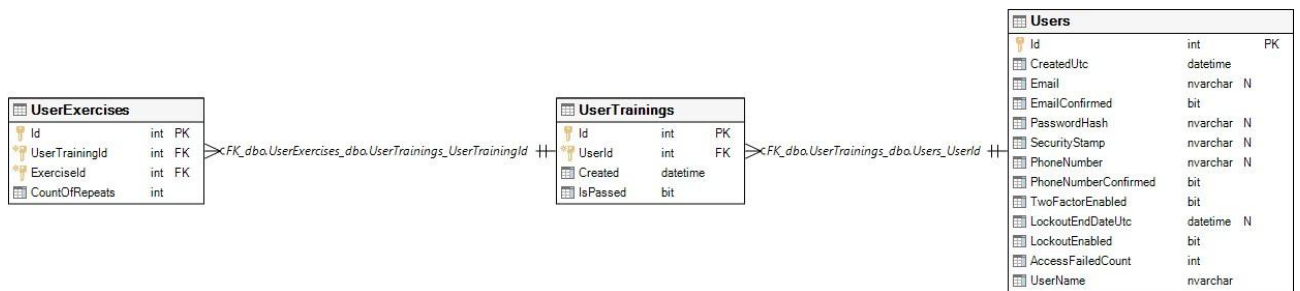 UserExercises
Id int PK
UserTrainingId int FK
ExerciseId int FK
CountOfRepeats int
FK_dbo.UserExercises_dbo.UserTrainings_UserTrainingId
UserTrainings
Id int PK
UserId int FK
Created datetime
IsPassed bit
FK_dbo.UserTrainings_dbo.Users_UserId
Users
Id int PK
CreatedUtc datetime
Email nvarchar N
EmailConfirmed bit
PasswordHash nvarchar N
SecurityStamp nvarchar N
PhoneNumber nvarchar N
PhoneNumberConfirmed bit
TwoFactorEnabled bit
LockoutEndDateUtc datetime N
LockoutEnabled bit
AccessFailedCount int
UserName nvarchar